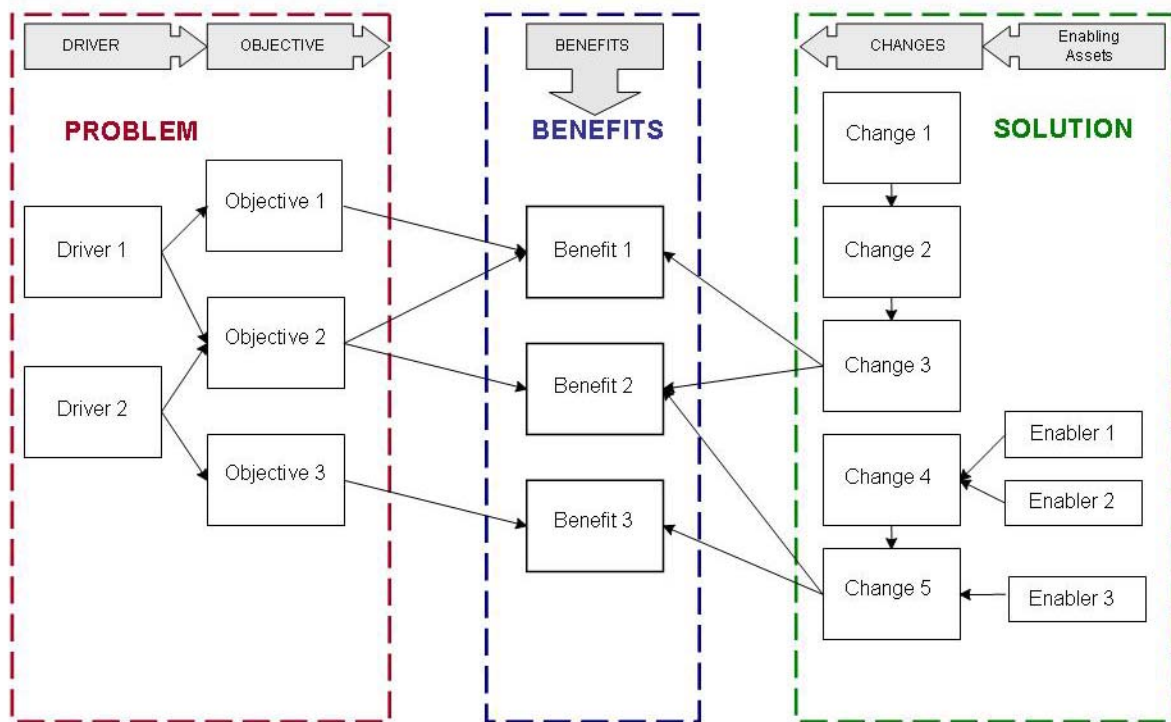 DRIVER
OBJECTIVE
BENEFITS
CHANGES
Enabling
Assets
PROBLEM
BENEFITS
SOLUTION
Driver 1
Driver 2
Objective 1
Objective 2
Objective 3
Benefit 1
Benefit 2
Benefit 3
Change 1
Change 2
Change 3
Change 4
Change 5
Enabler 1
Enabler 2
Enabler 3